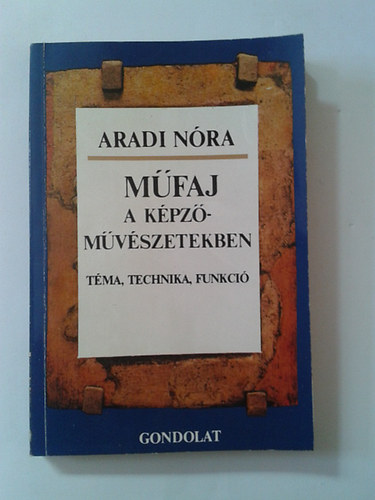 ARADI NÓRA
MŰFAJ
A KÉPZŐ-
MŰVÉSZETEKBEN
TÉMA, TECHNIKA, FUNKCIÓ
GONDOLAT